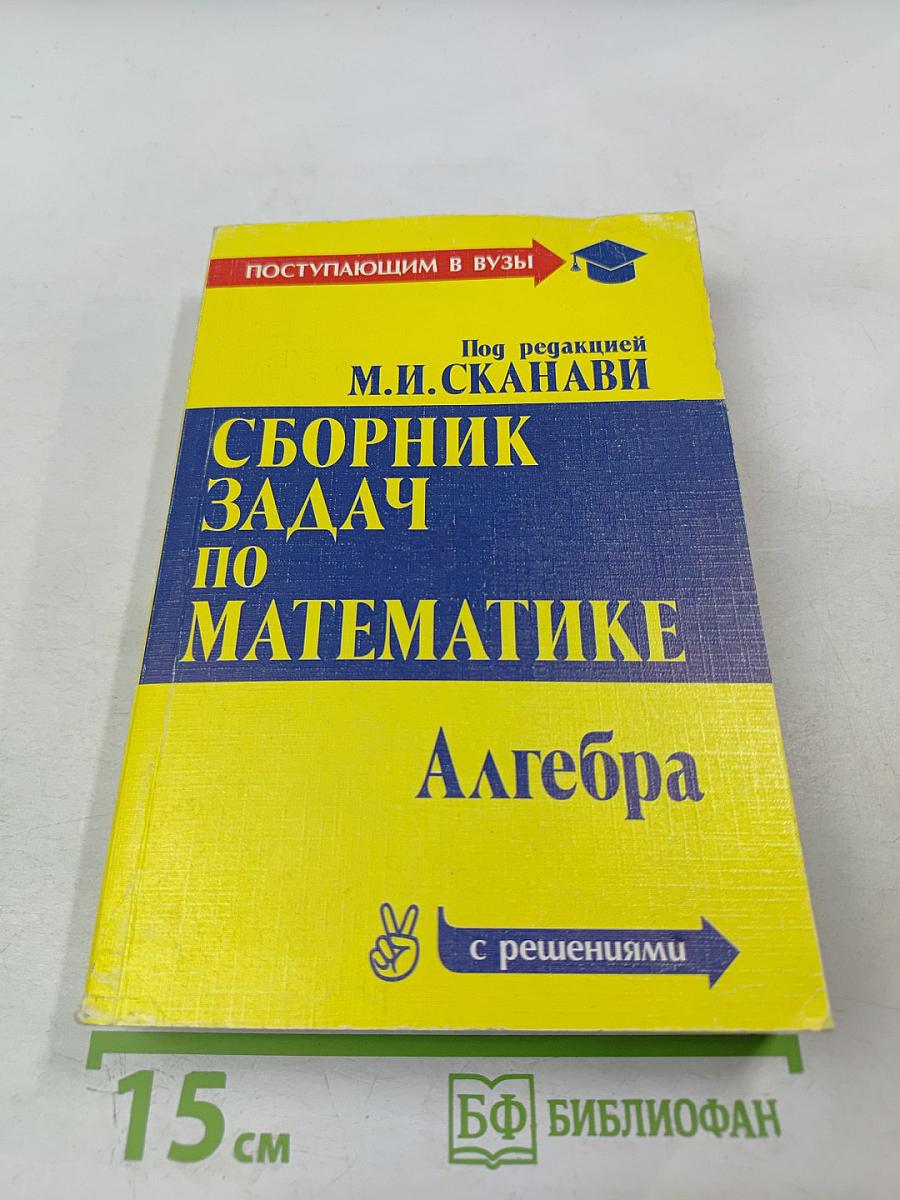 ПОСТУПАЮЩИМ В ВУЗЫ
Под редакцией
М.И.СКАНАВИ
СБОРНИК
ЗАДАЧ
ПО
МАТЕМАТИКЕ
Алгебра
с решениями
15 см
БФ БИБЛИОФАН